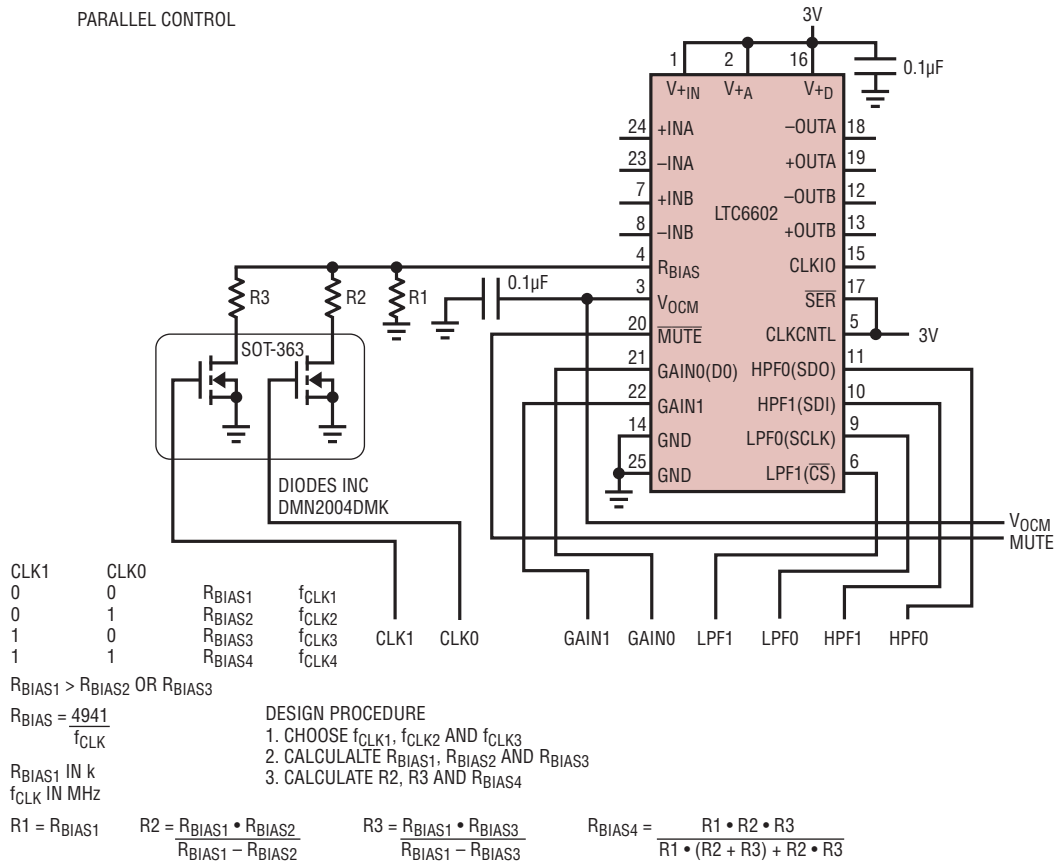 PARALLEL CONTROL
3V
0.1µF
1 2 16
V+IN V+A V+D
24 +INA –OUTA 18
23 –INA +OUTA 19
7 +INB –OUTB 12
LTC6602
8 –INB +OUTB 13
4 RBIAS CLKIO 15
3 VOCM SER 17
20 MUTE CLKCNTL 5 3V
21 GAIN0(D0) HPF0(SDO) 11
22 GAIN1 HPF1(SDI) 10
14 GND LPF0(SCLK) 9
25 GND LPF1(CS) 6
R3 R2 R1
0.1µF
SOT-363
DIODES INC
DMN2004DMK
VOCM
MUTE
CLK1 CLK0 GAIN1 GAIN0 LPF1 LPF0 HPF1 HPF0
CLK1 CLK0
0 0 RBIAS1 fCLK1
0 1 RBIAS2 fCLK2
1 0 RBIAS3 fCLK3
1 1 RBIAS4 fCLK4
RBIAS1 > RBIAS2 OR RBIAS3
RBIAS = 4941
fCLK
RBIAS1 IN k
fCLK IN MHz
DESIGN PROCEDURE
1. CHOOSE fCLK1, fCLK2 AND fCLK3
2. CALCULALTE RBIAS1, RBIAS2 AND RBIAS3
3. CALCULATE R2, R3 AND RBIAS4
R1 = RBIAS1
R2 = RBIAS1 • RBIAS2
RBIAS1 – RBIAS2
R3 = RBIAS1 • RBIAS3
RBIAS1 – RBIAS3
RBIAS4 = R1 • R2 • R3
R1 • (R2 + R3) + R2 • R3